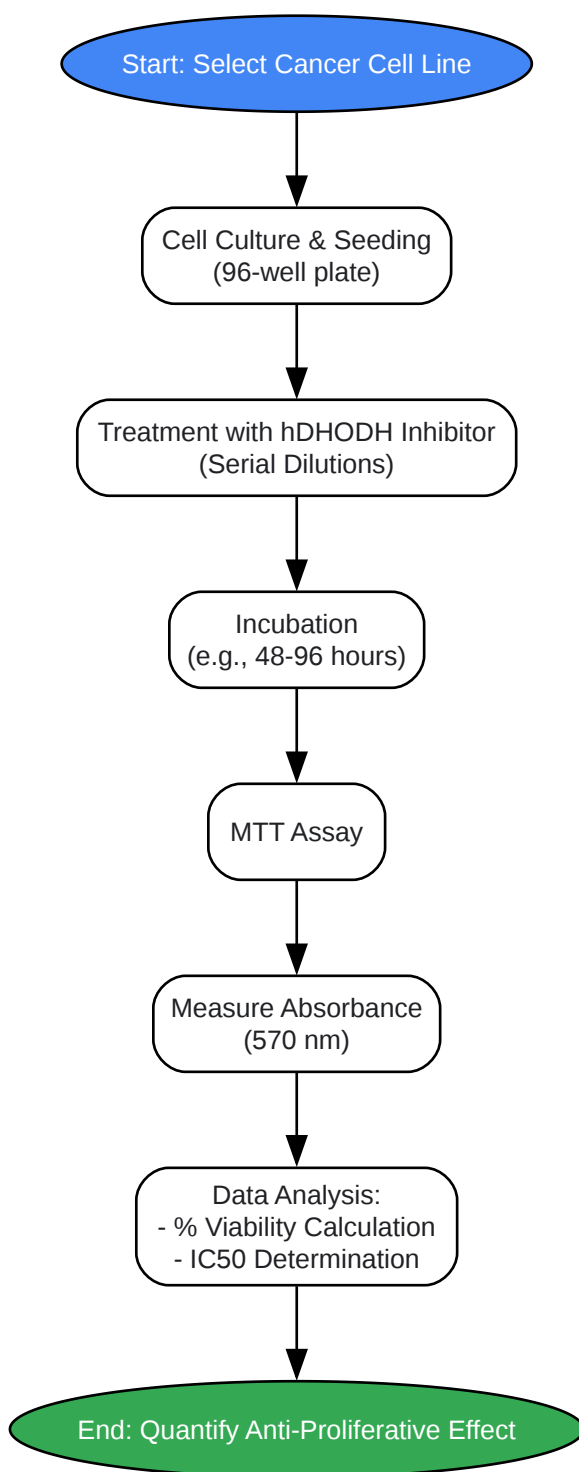 Start: Select Cancer Cell Line
Cell Culture & Seeding
(96-well plate)
Treatment with hDHODH Inhibitor
(Serial Dilutions)
Incubation
(e.g., 48-96 hours)
MTT Assay
Measure Absorbance
(570 nm)
Data Analysis:
- % Viability Calculation
- IC50 Determination
End: Quantify Anti-Proliferative Effect